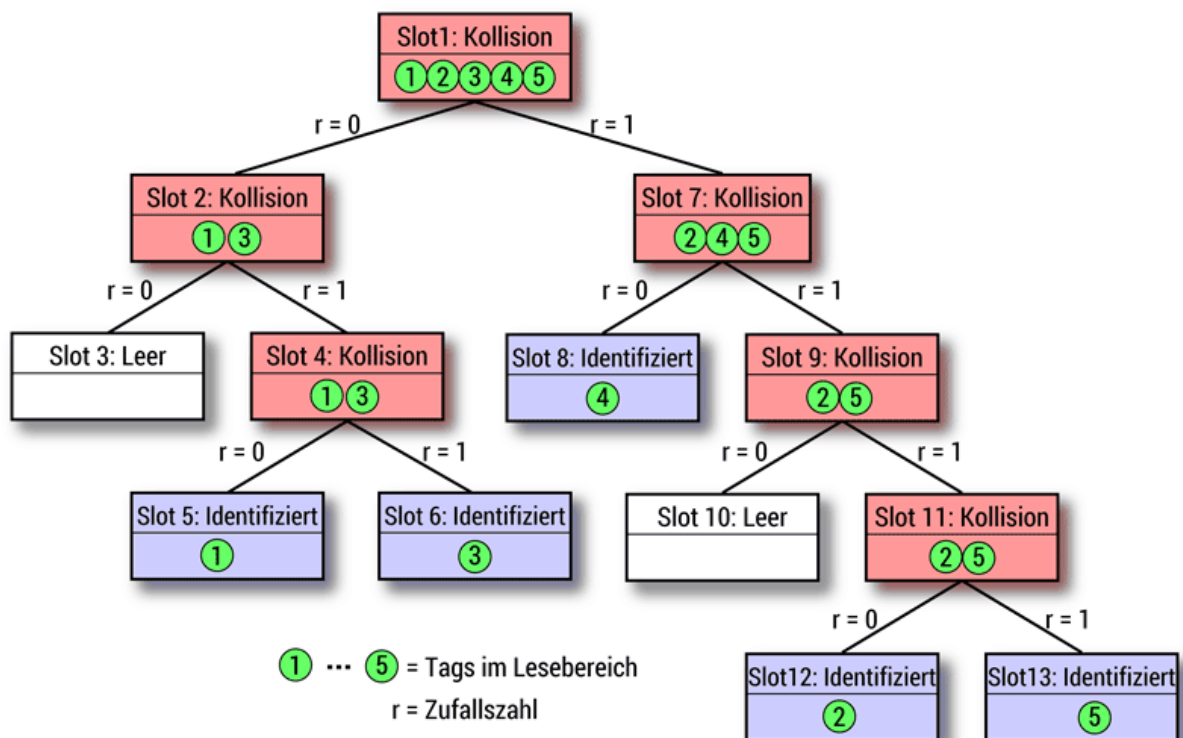 Slot1: Kollision
1 2 3 4 5
r = 0
r = 1
Slot 2: Kollision
1 3
Slot 7: Kollision
2 4 5
r = 0
r = 1
r = 0
r = 1
Slot 3: Leer
Slot 4: Kollision
1 3
Slot 8: Identifiziert
4
Slot 9: Kollision
2 5
r = 0
r = 1
r = 0
r = 1
Slot 5: Identifiziert
1
Slot 6: Identifiziert
3
Slot 10: Leer
Slot 11: Kollision
2 5
r = 0
r = 1
Slot12: Identifiziert
2
Slot13: Identifiziert
5
1 ... 5 = Tags im Lesebereich
r = Zufallszahl